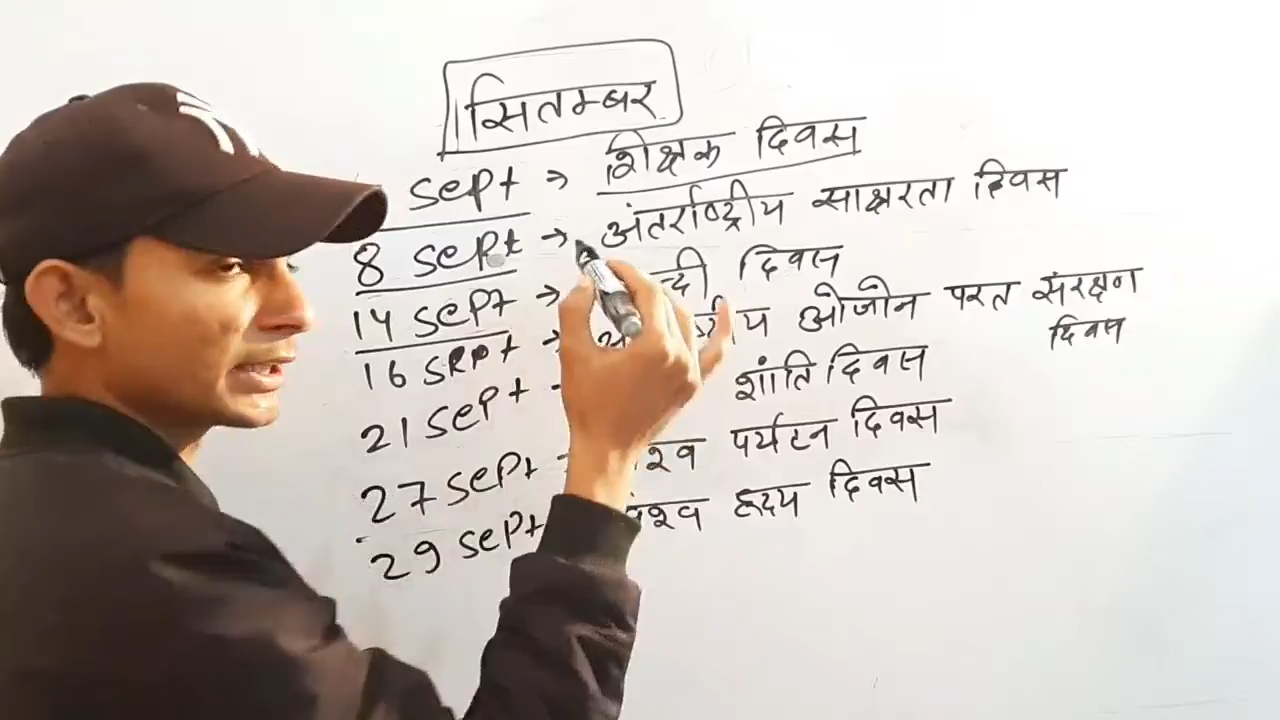 सितम्बर
sept → शिक्षक दिवस
8 sept → अंतर्राष्ट्रीय साक्षरता दिवस
14 sept → न्दी दिवस
16 sept → ओजोन परत संरक्षण
दिवस
21 sept शांति दिवस
27 sept श्व पर्यटन दिवस
29 sept विश्व ह्रदय दिवस